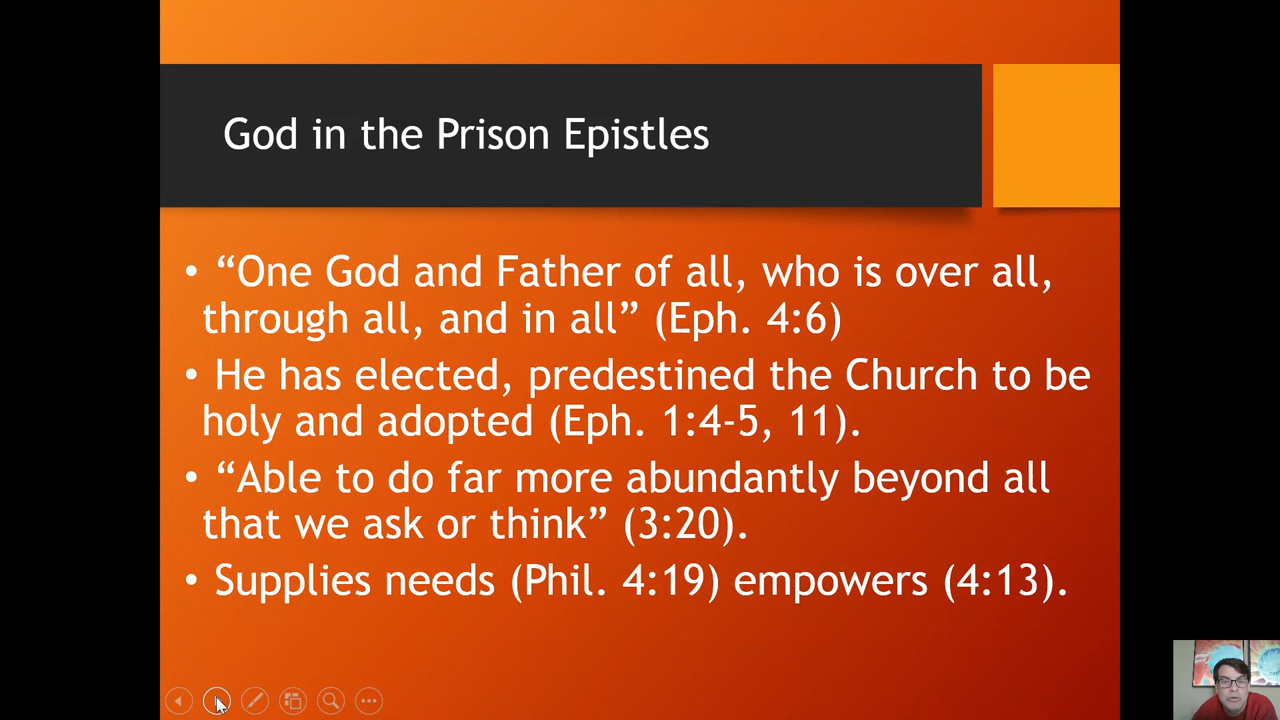 God in the Prison Epistles
• “One God and Father of all, who is over all,
through all, and in all” (Eph. 4:6)
• He has elected, predestined the Church to be
holy and adopted (Eph. 1:4-5, 11).
• “Able to do far more abundantly beyond all
that we ask or think” (3:20).
• Supplies needs (Phil. 4:19) empowers (4:13).